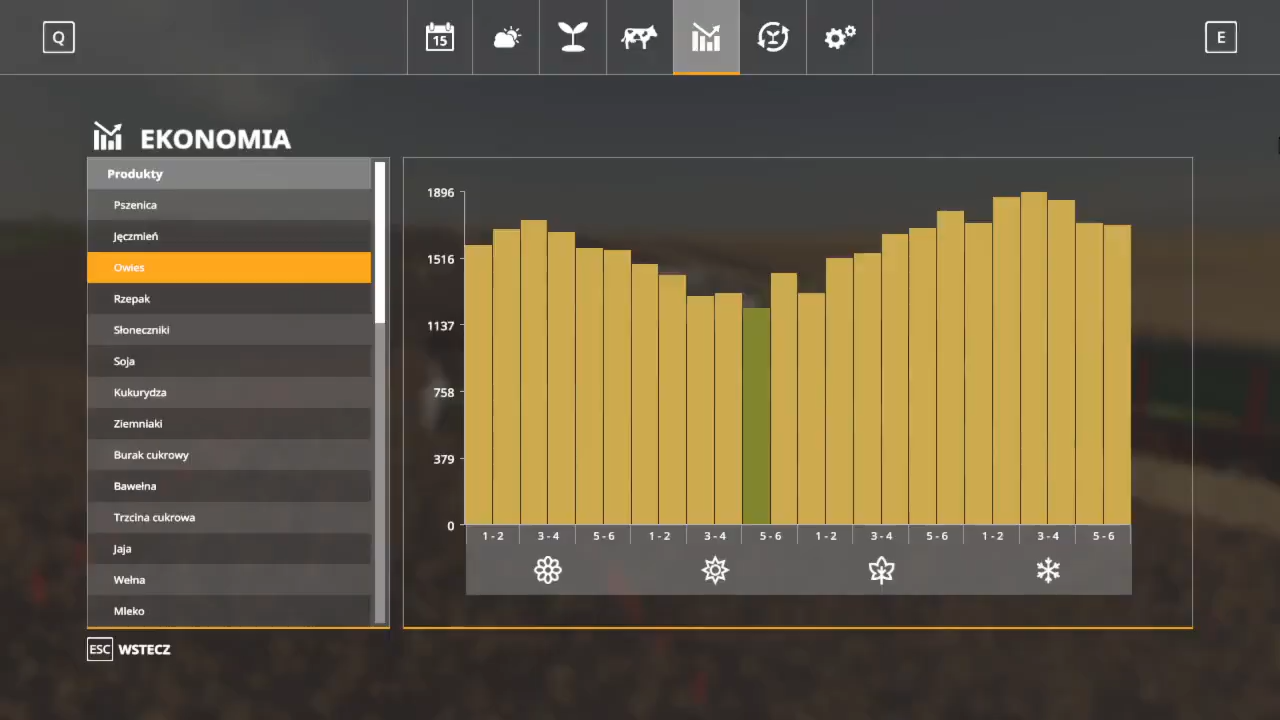 Q
15
E
EKONOMIA
Produkty
Pszenica
Jęczmień
Owies
Rzepak
Słoneczniki
Soja
Kukurydza
Ziemniaki
Burak cukrowy
Bawełna
Trzcina cukrowa
Jaja
Wełna
Mleko
1896
1516
1137
758
379
0
1 - 2 3 - 4 5 - 6 1 - 2 3 - 4 5 - 6 1 - 2 3 - 4 5 - 6 1 - 2 3 - 4 5 - 6
ESC WSTECZ